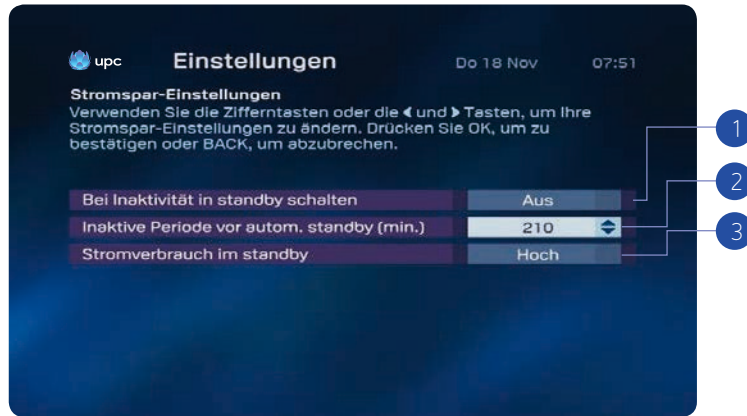 upc Einstellungen Do 18 Nov 07:51
Stromspar-Einstellungen
Verwenden Sie die Zifferntasten oder die ◀ und ▶ Tasten, um Ihre
Stromspar-Einstellungen zu ändern. Drücken Sie OK, um zu
bestätigen oder BACK, um abzubrechen.
Bei Inaktivität in standby schalten Aus 1
Inaktive Periode vor autom. standby (min.) 210 2
Stromverbrauch im standby Hoch 3